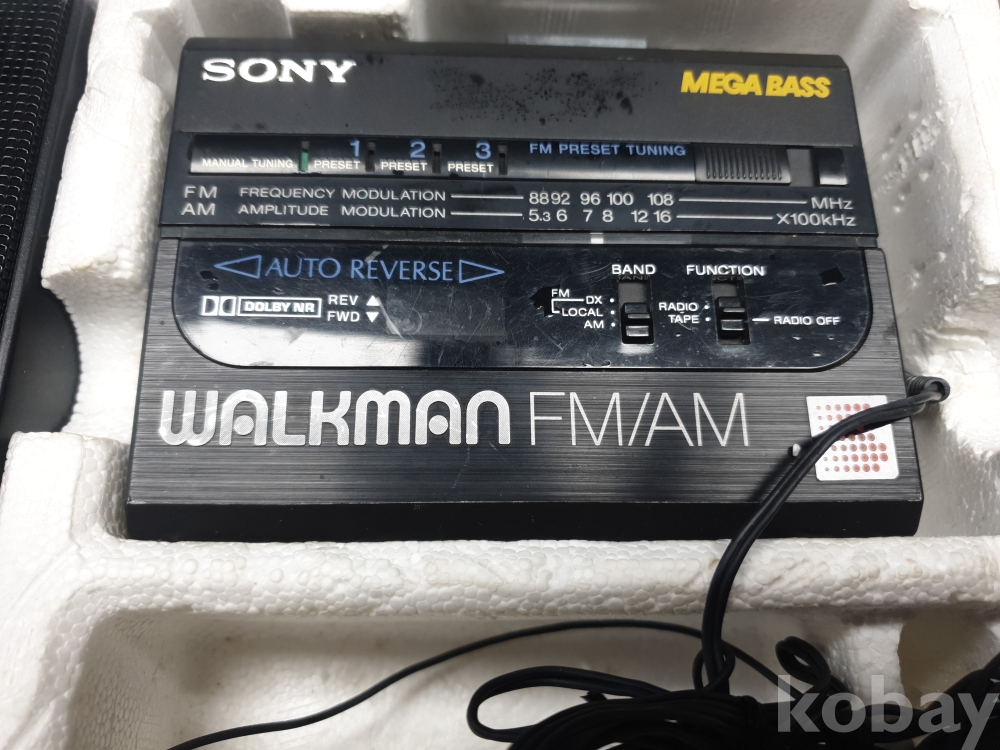 SONY
MEGA BASS
1 2 3 FM PRESET TUNING
MANUAL TUNING PRESET PRESET PRESET
FM FREQUENCY MODULATION 88 92 96 100 108 MHz
AM AMPLITUDE MODULATION 5.3 6 7 8 12 16 X100kHz
AUTO REVERSE
BAND FUNCTION
DOLBY NR REV ▲
FWD ▼
FM DX
LOCAL
AM
RADIO
TAPE
RADIO OFF
WALKMAN FM/AM
kobay